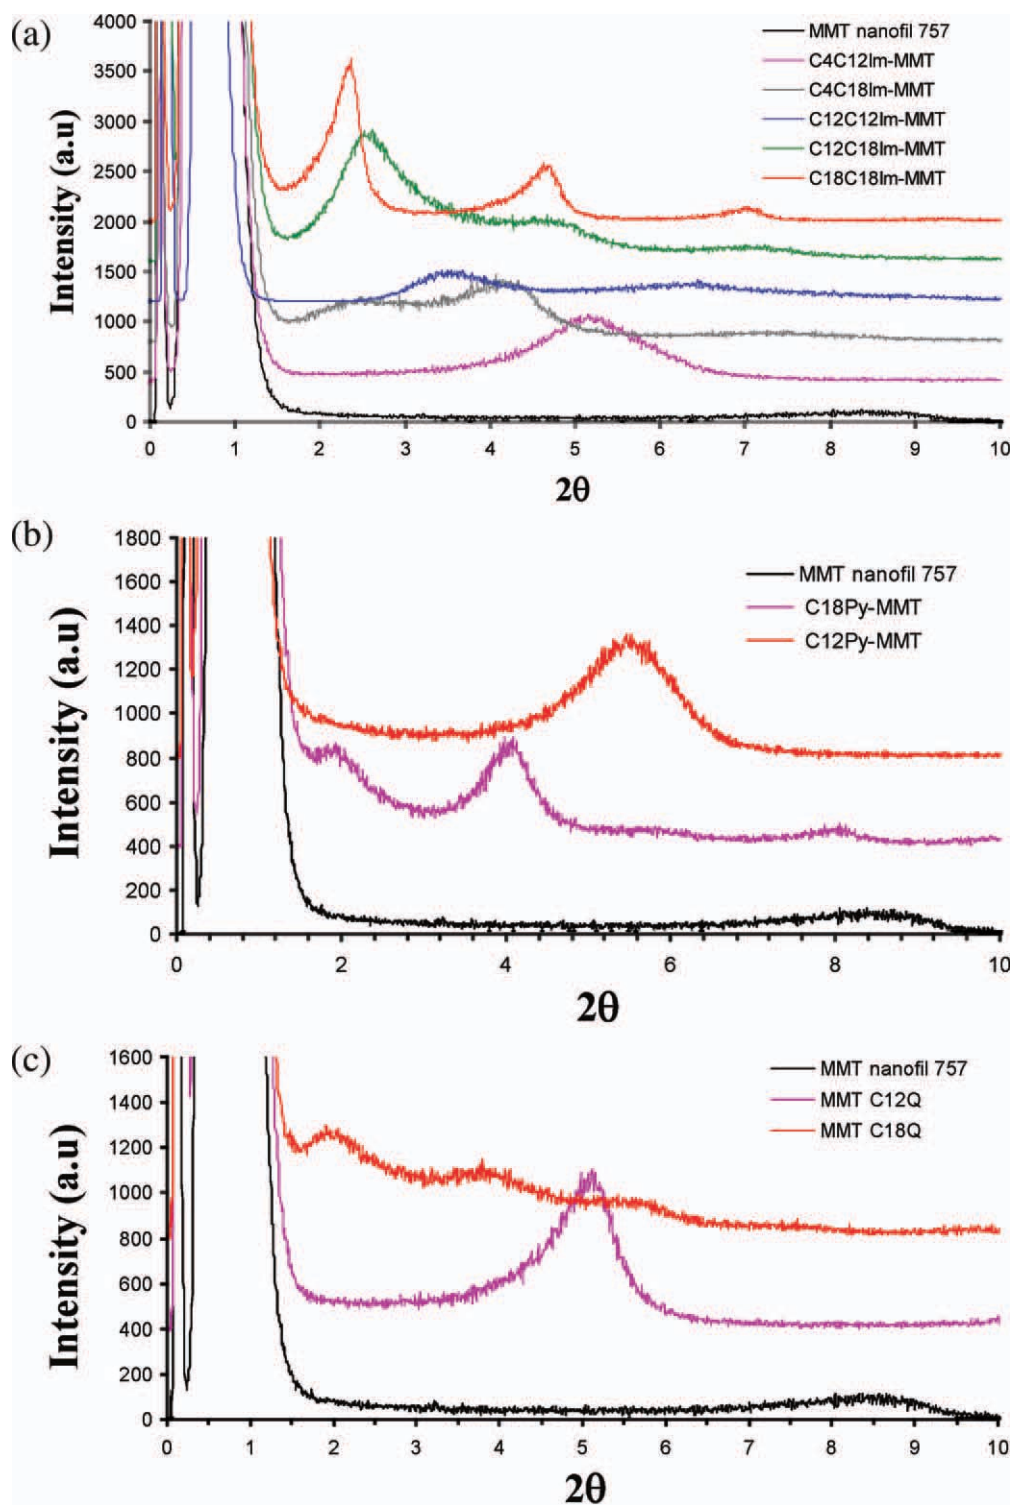 (a)
4000
3500
3000
2500
2000
1500
1000
500
0
Intensity (a.u)
MMT nanofil 757
C4C12Im-MMT
C4C18Im-MMT
C12C12Im-MMT
C12C18Im-MMT
C18C18Im-MMT
0 1 2 3 4 5 6 7 8 9 10
2θ
(b)
1800
1600
1400
1200
1000
800
600
400
200
0
Intensity (a.u)
MMT nanofil 757
C18Py-MMT
C12Py-MMT
0 2 4 6 8 10
2θ
(c)
1600
1400
1200
1000
800
600
400
200
0
Intensity (a.u)
MMT nanofil 757
MMT C12Q
MMT C18Q
0 1 2 3 4 5 6 7 8 9 10
2θ